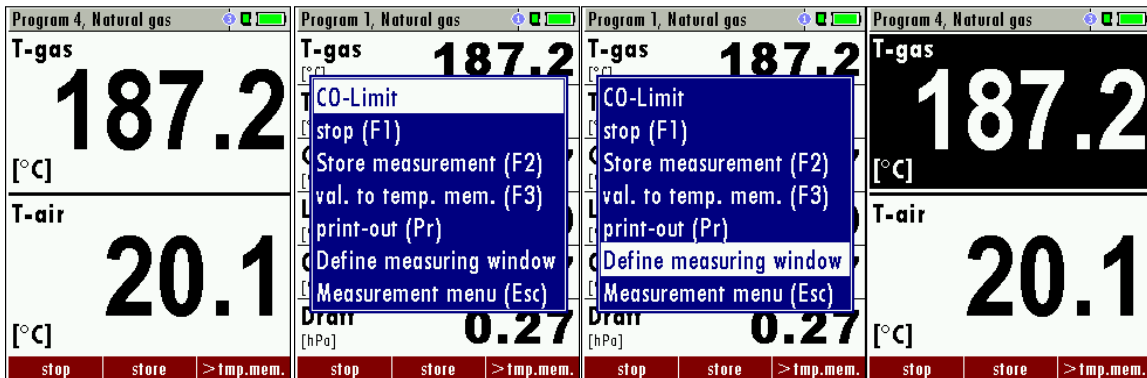 Program 4, Natural gas 3
T-gas
187.2
[°C]
T-air
20.1
[°C]
stop store >tmp.mem.
Program 1, Natural gas 1
T-gas
187.2
CO-Limit
stop (F1)
Store measurement (F2)
val. to temp. mem. (F3)
print-out (Pr)
Define measuring window
Measurement menu (Esc)
Draft
0.27
[hPa]
stop store >tmp.mem.
Program 1, Natural gas 1
T-gas
187.2
CO-Limit
stop (F1)
Store measurement (F2)
val. to temp. mem. (F3)
print-out (Pr)
Define measuring window
Measurement menu (Esc)
Draft
0.27
[hPa]
stop store >tmp.mem.
Program 4, Natural gas 3
T-gas
187.2
[°C]
T-air
20.1
[°C]
stop store >tmp.mem.